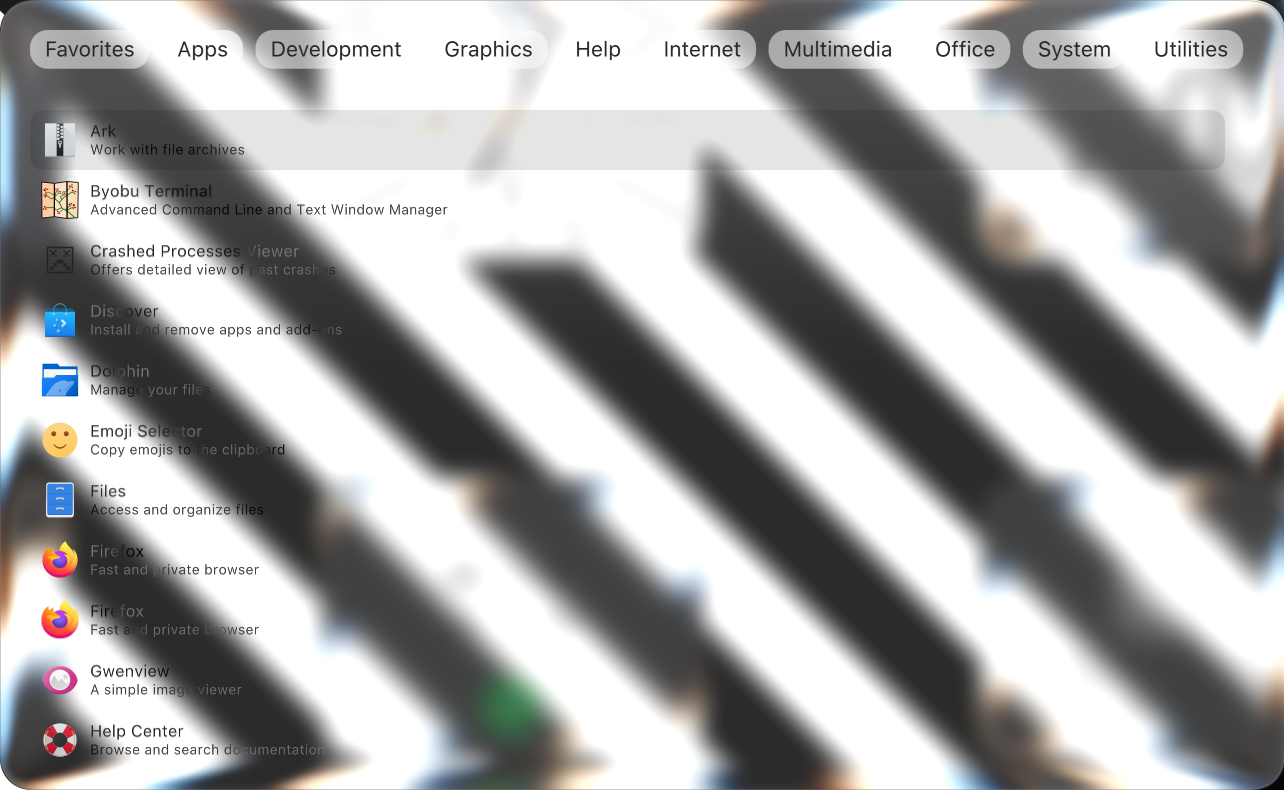 Favorites Apps Development Graphics Help Internet Multimedia Office System Utilities
Ark
Work with file archives
Byobu Terminal
Advanced Command Line and Text Window Manager
Crashed Processes Viewer
Offers detailed view of past crashes
Discover
Install and remove apps and add-ons
Dolphin
Manage your files
Emoji Selector
Copy emojis to the clipboard
Files
Access and organize files
Firefox
Fast and private browser
Firefox
Fast and private browser
Gwenview
A simple image viewer
Help Center
Browse and search documentation